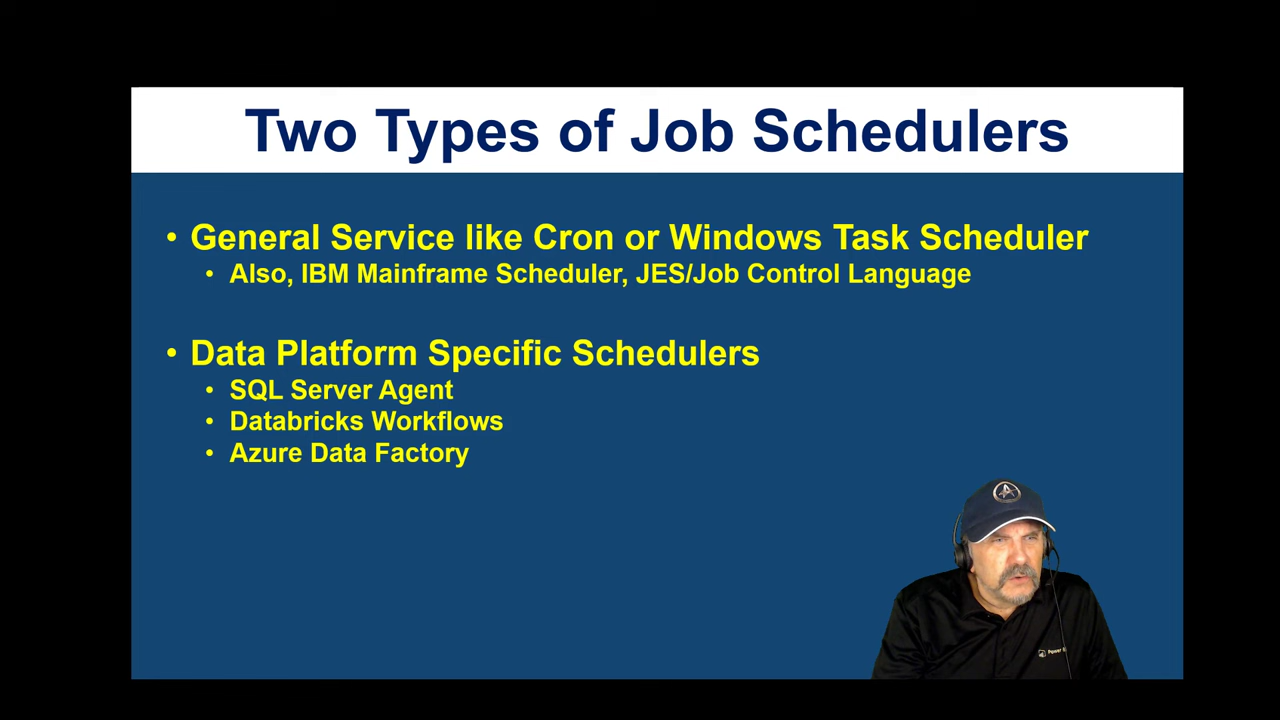 Two Types of Job Schedulers
• General Service like Cron or Windows Task Scheduler
• Also, IBM Mainframe Scheduler, JES/Job Control Language
• Data Platform Specific Schedulers
• SQL Server Agent
• Databricks Workflows
• Azure Data Factory
Power